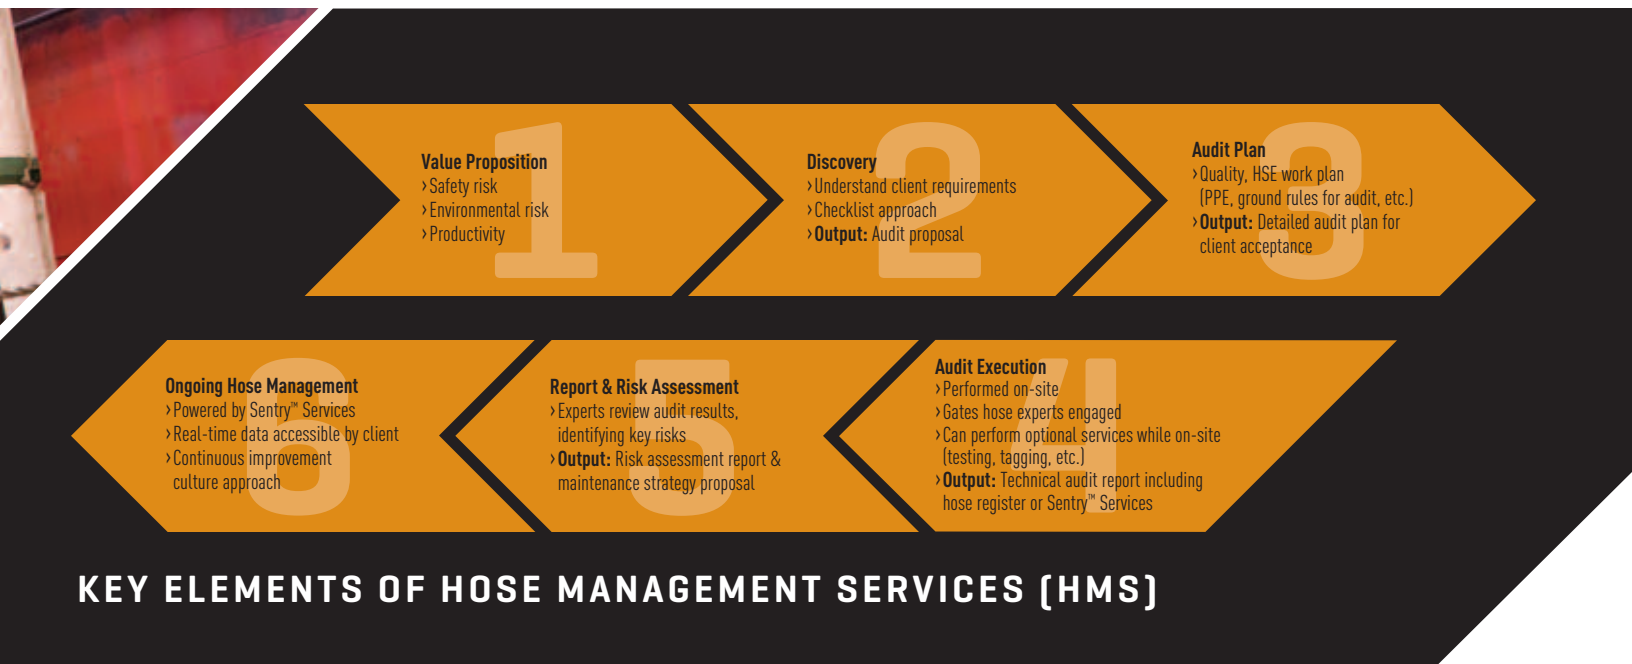 1
Value Proposition
› Safety risk
› Environmental risk
› Productivity
2
Discovery
› Understand client requirements
› Checklist approach
› Output: Audit proposal
3
Audit Plan
› Quality, HSE work plan
(PPE, ground rules for audit, etc.)
› Output: Detailed audit plan for
client acceptance
4
Audit Execution
› Performed on-site
› Gates hose experts engaged
› Can perform optional services while on-site
(testing, tagging, etc.)
› Output: Technical audit report including
hose register or Sentry™ Services
5
Report & Risk Assessment
› Experts review audit results,
identifying key risks
› Output: Risk assessment report &
maintenance strategy proposal
6
Ongoing Hose Management
› Powered by Sentry™ Services
› Real-time data accessible by client
› Continuous improvement
culture approach
KEY ELEMENTS OF HOSE MANAGEMENT SERVICES (HMS)